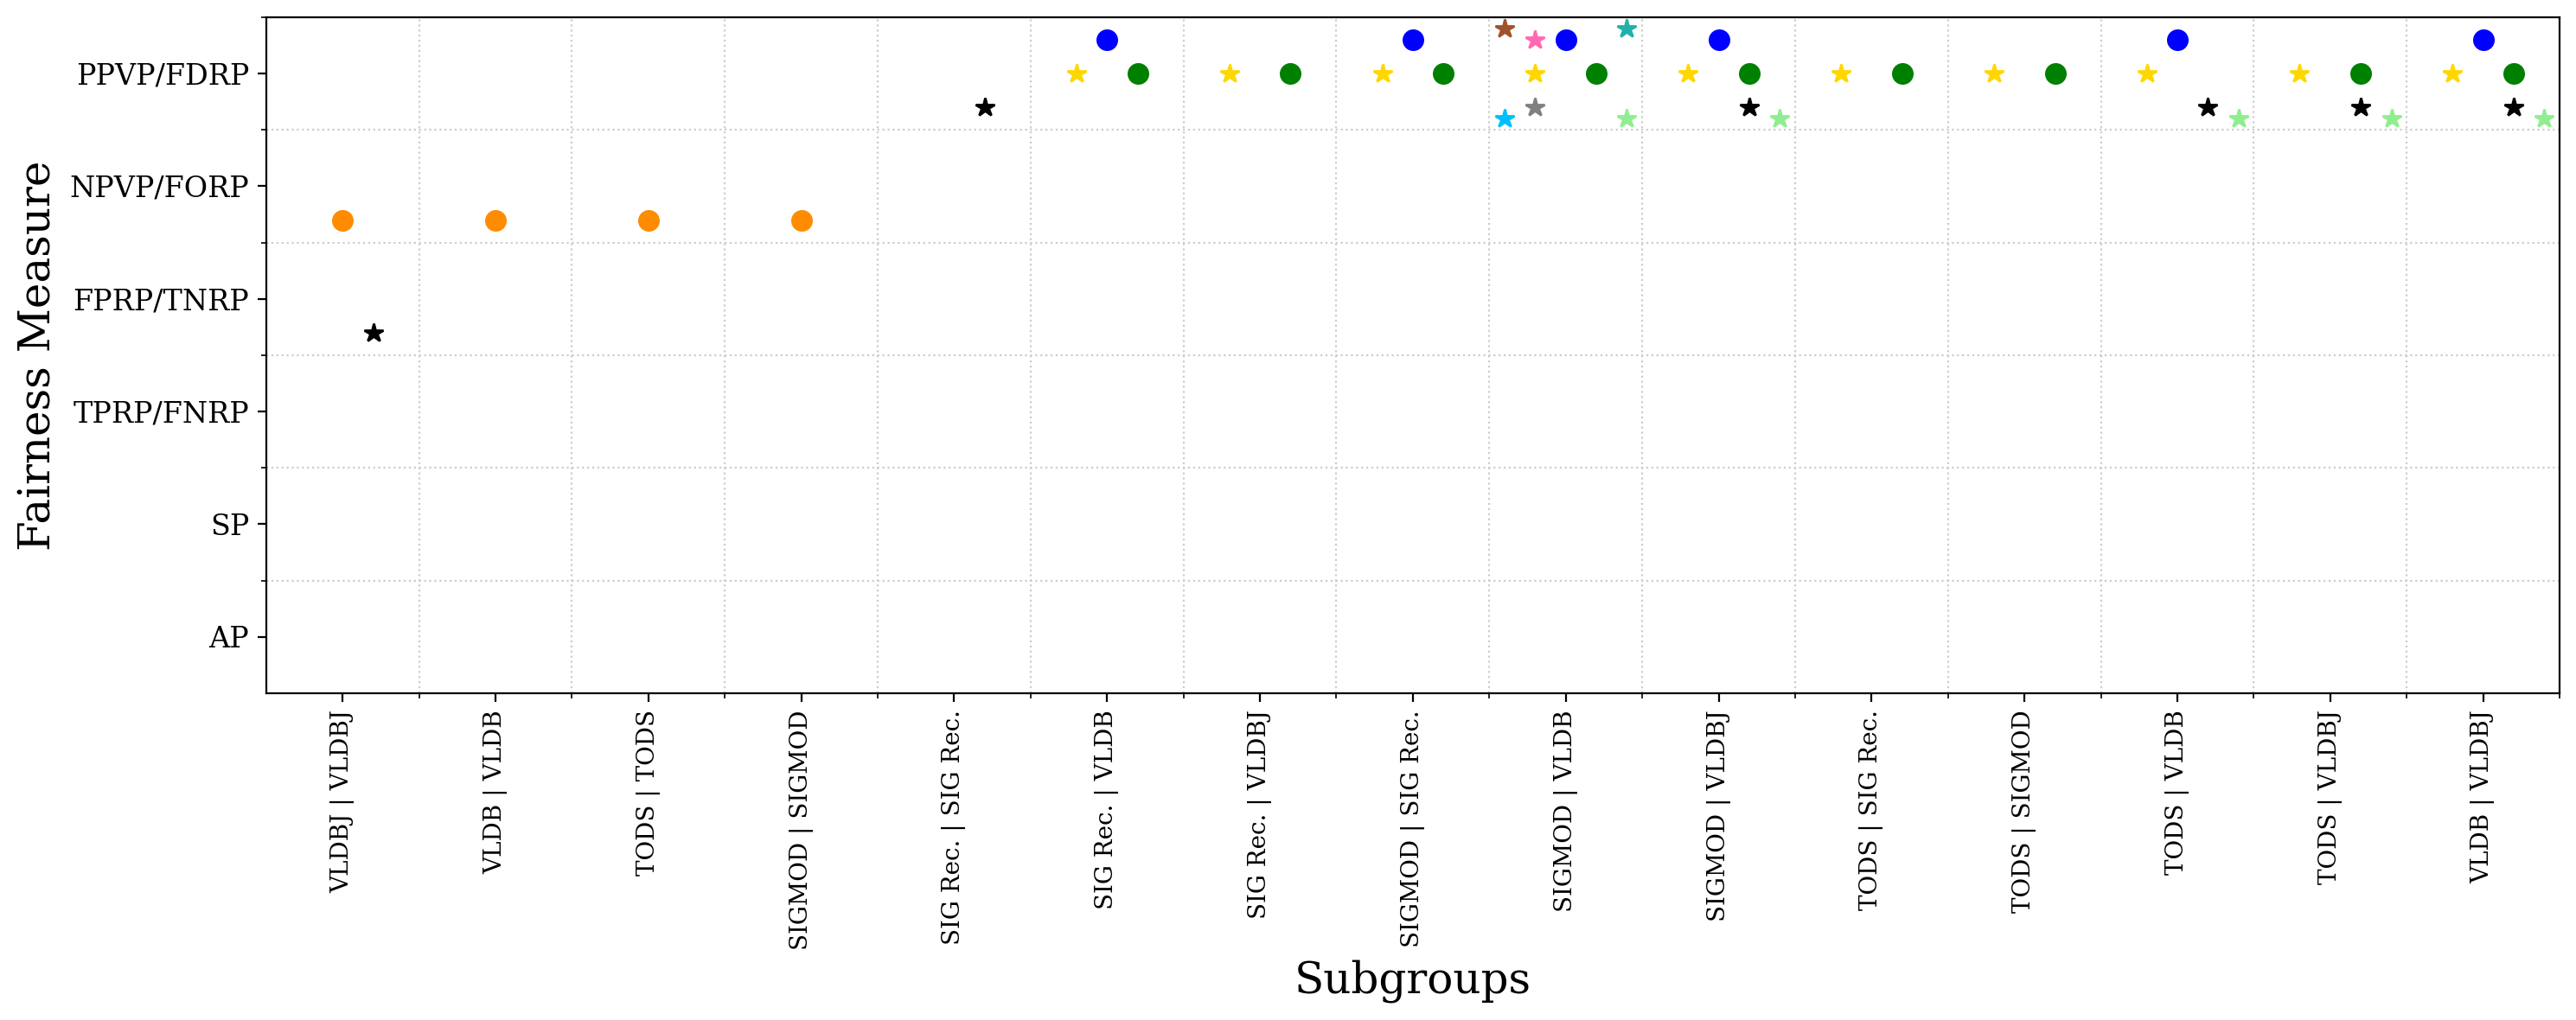 Fairness Measure
PPVP/FDRP
NPVP/FORP
FPRP/TNRP
TPRP/FNRP
SP
AP
VLDBJ | VLDBJ
VLDB | VLDB
TODS | TODS
SIGMOD | SIGMOD
SIG Rec. | SIG Rec.
SIG Rec. | VLDB
SIG Rec. | VLDBJ
SIGMOD | SIG Rec.
SIGMOD | VLDB
SIGMOD | VLDBJ
TODS | SIG Rec.
TODS | SIGMOD
TODS | VLDB
TODS | VLDBJ
VLDB | VLDBJ
Subgroups